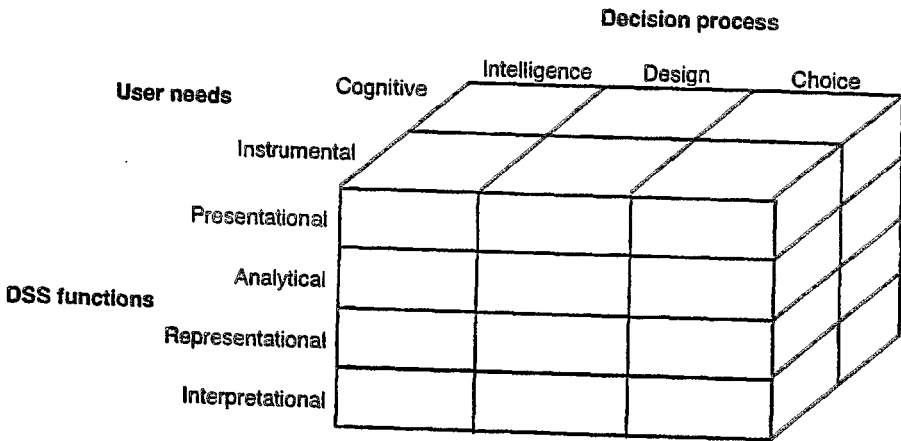 Decision process
Intelligence
Design
Choice
User needs
Cognitive
Instrumental
Presentational
Analytical
DSS functions
Representational
Interpretational